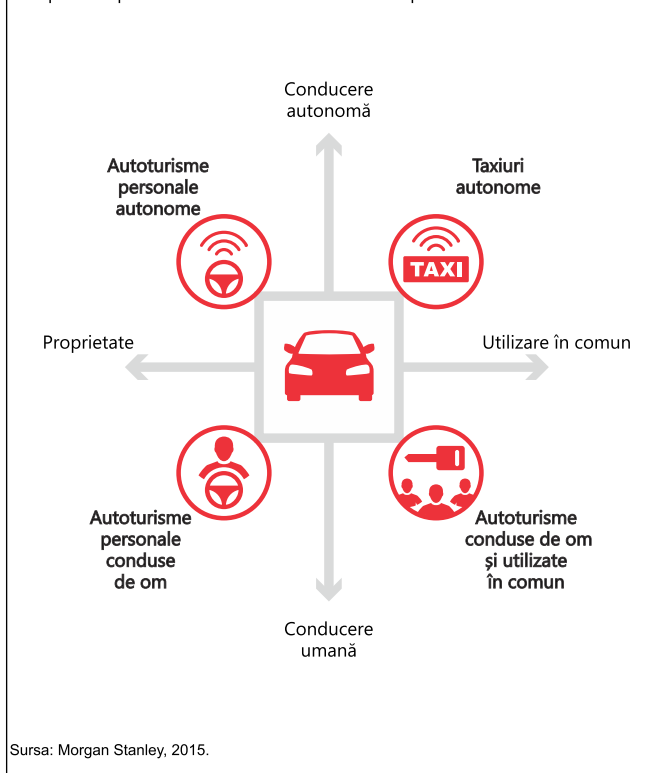 Conducere
autonomă
Autoturisme
personale
autonome
Taxiuri
autonome
TAXI
Proprietate
Utilizare în comun
Autoturisme
personale
conduse
de om
Autoturisme
conduse de om
și utilizate
în comun
Conducere
umană
Sursa: Morgan Stanley, 2015.